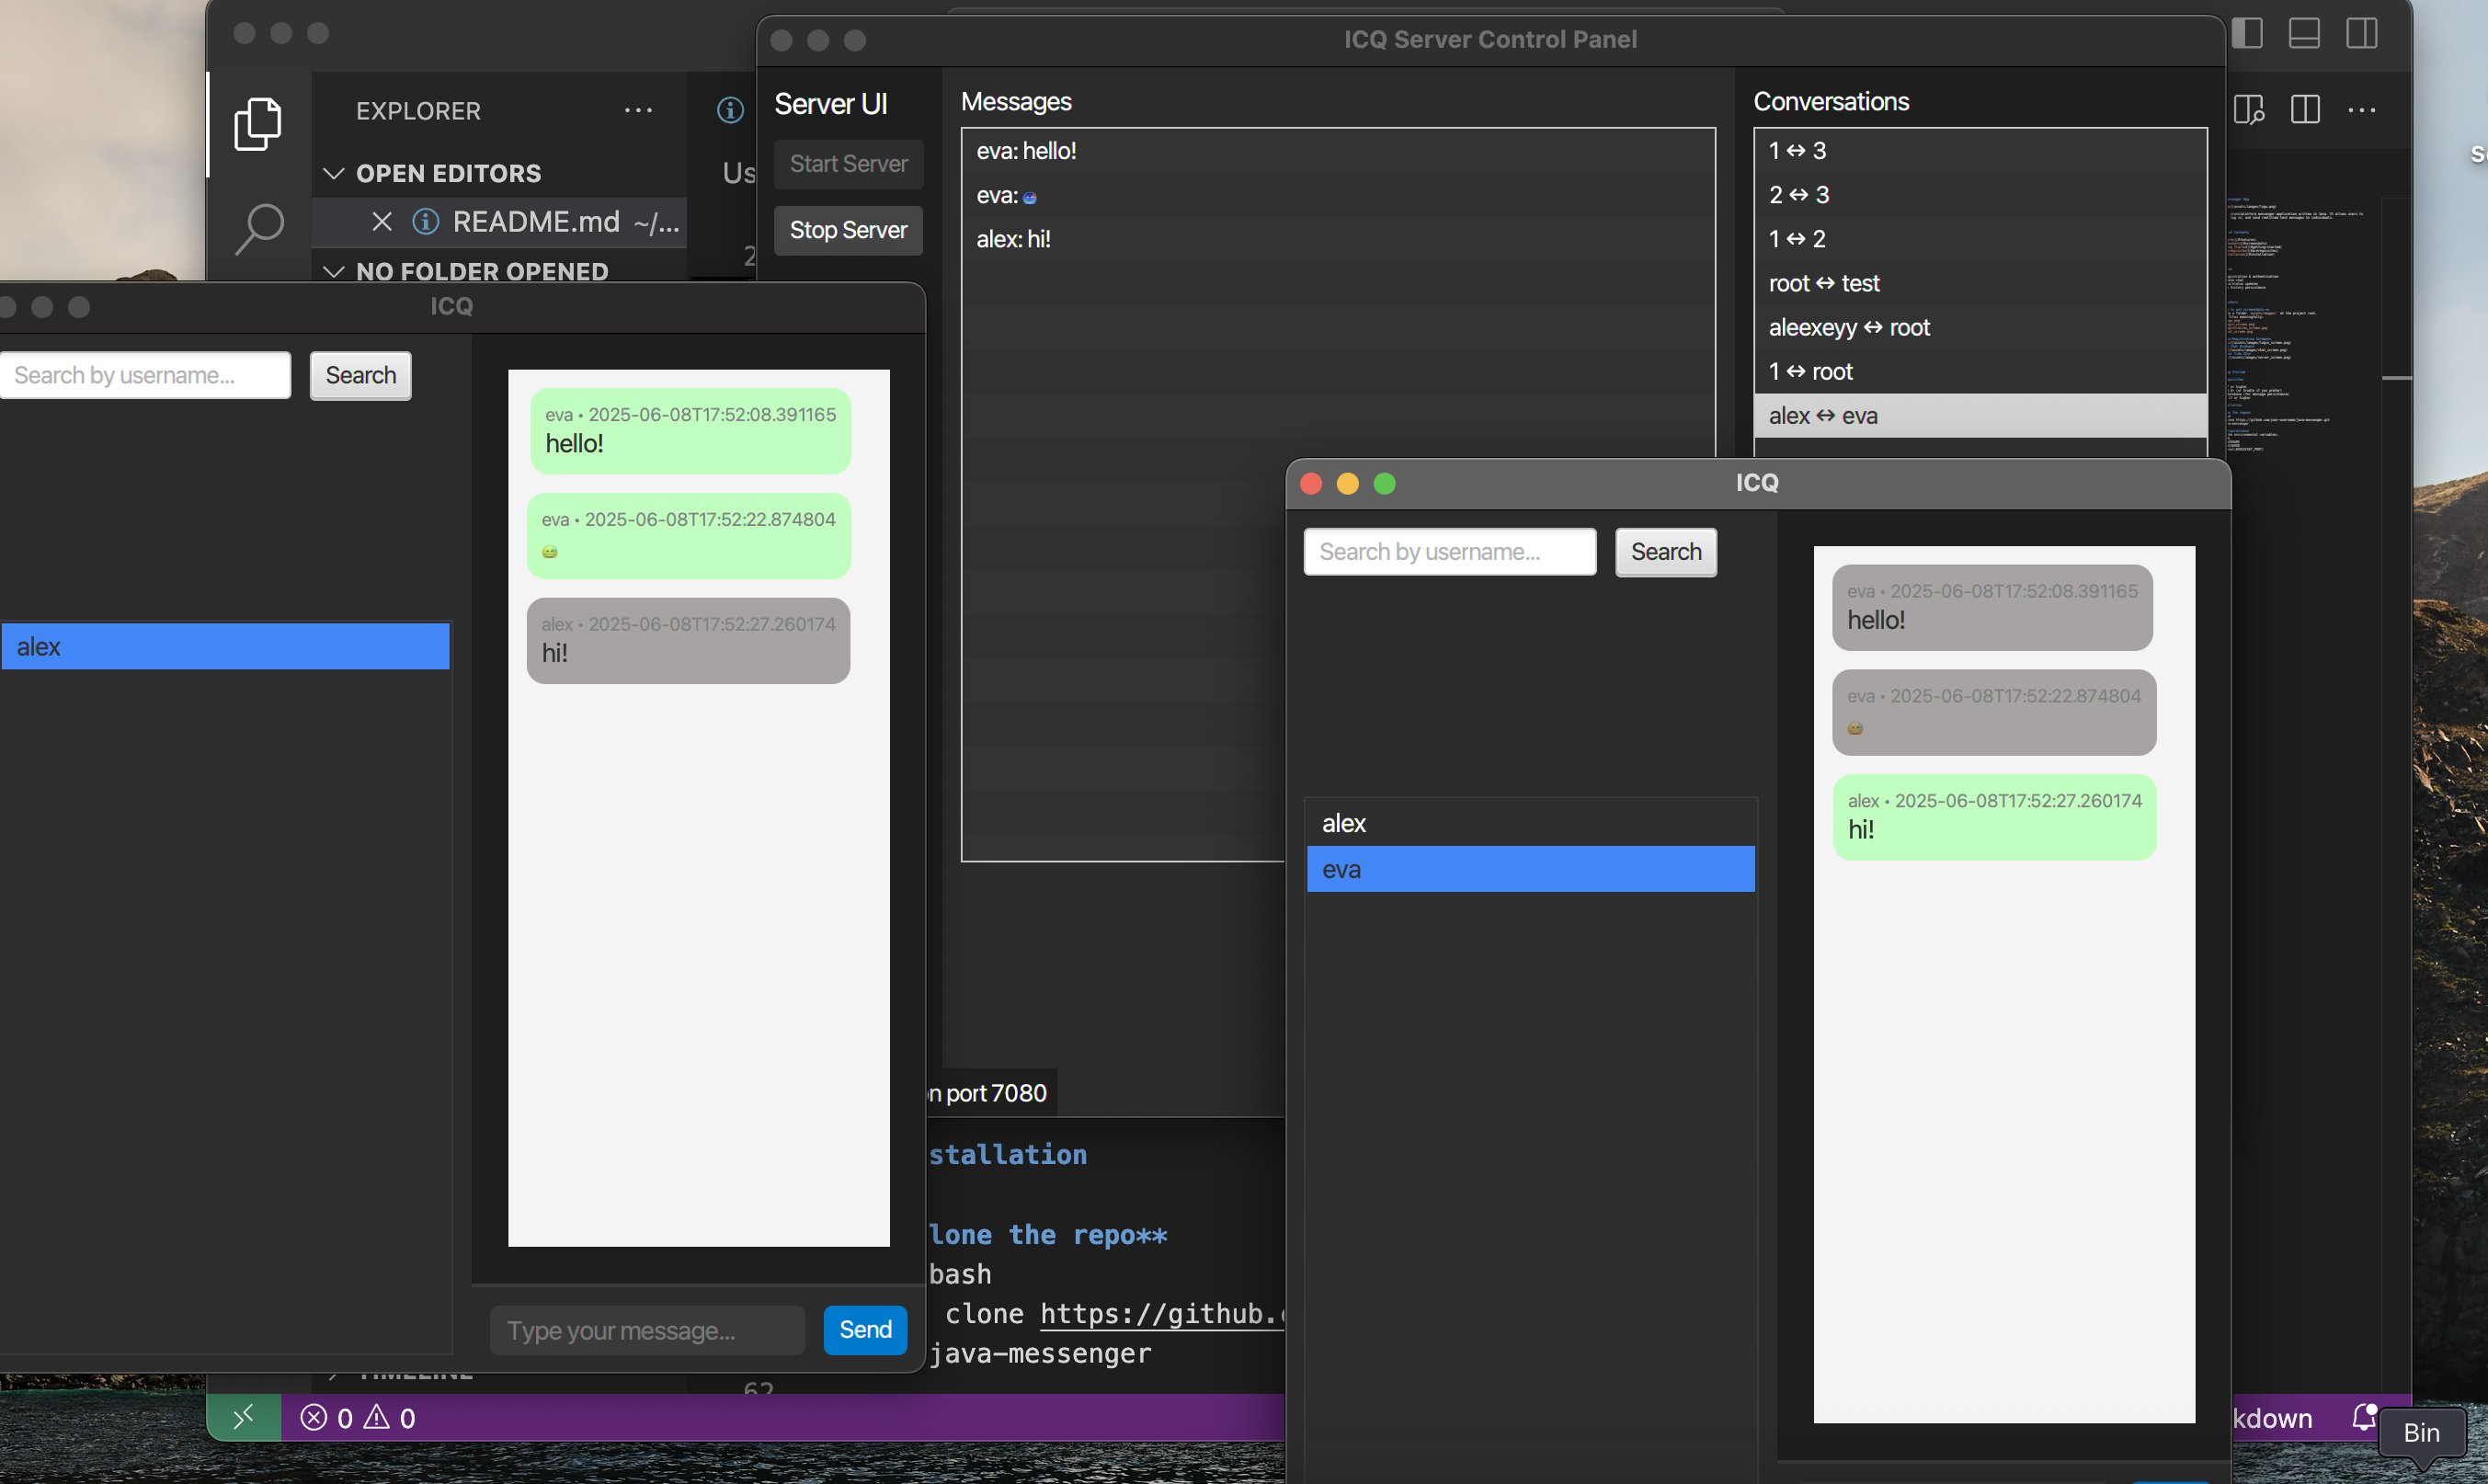 ICQ Server Control Panel
EXPLORER
OPEN EDITORS
README.md ~/...
NO FOLDER OPENED
Us
2
Server UI
Start Server
Stop Server
Messages
eva: hello!
eva: 
alex: hi!
Conversations
1 ↔ 3
2 ↔ 3
1 ↔ 2
root ↔ test
aleexeyy ↔ root
1 ↔ root
alex ↔ eva
ICQ
Search by username...
Search
alex
eva • 2025-06-08T17:52:08.391165
hello!
eva • 2025-06-08T17:52:22.874804
😅
alex • 2025-06-08T17:52:27.260174
hi!
Type your message...
Send
ICQ
Search by username...
Search
alex
eva
eva • 2025-06-08T17:52:08.391165
hello!
eva • 2025-06-08T17:52:22.874804
😅
alex • 2025-06-08T17:52:27.260174
hi!
n port 7080
stallation
lone the repo**
bash
clone https://github.
java-messenger
TIMELINE
62
0 0
kdown
Bin